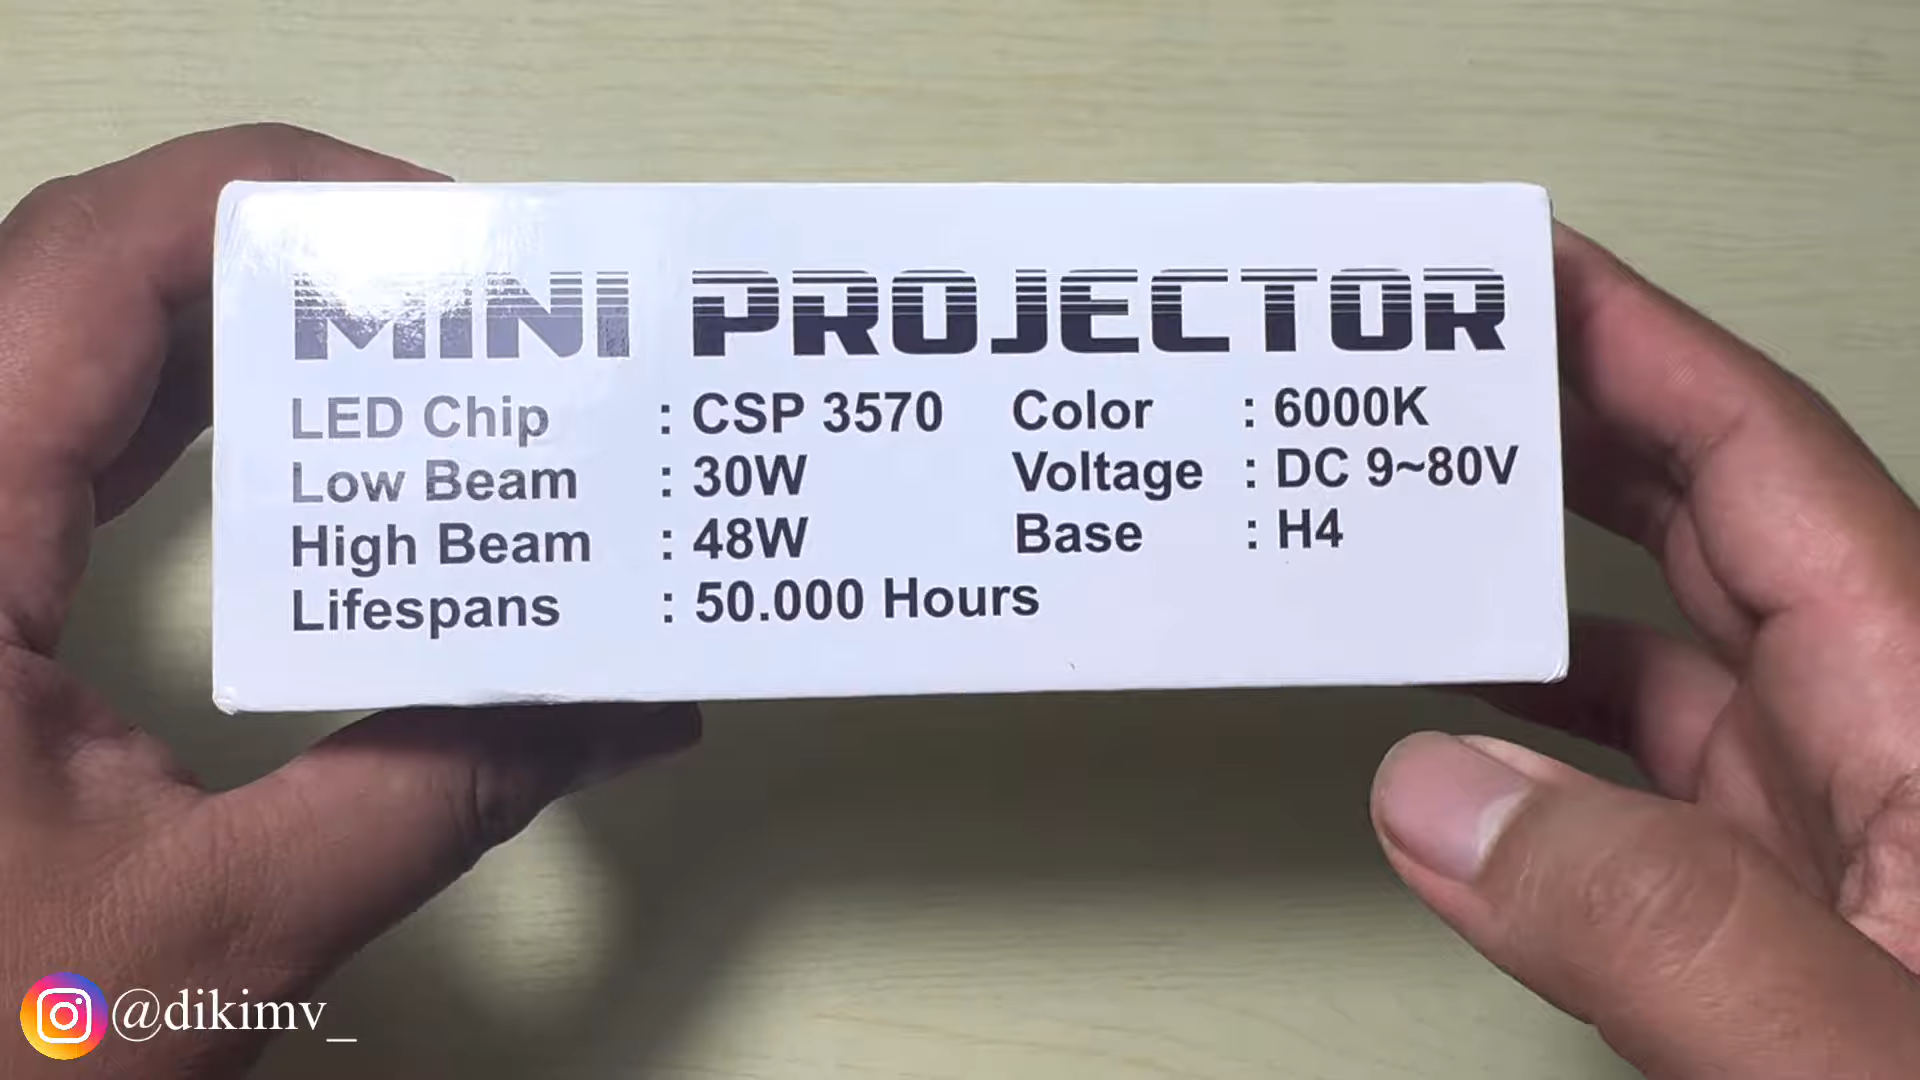 MINI PROJECTOR
LED Chip : CSP 3570 Color : 6000K
Low Beam : 30W Voltage : DC 9~80V
High Beam : 48W Base : H4
Lifespans : 50.000 Hours
@dikimv_